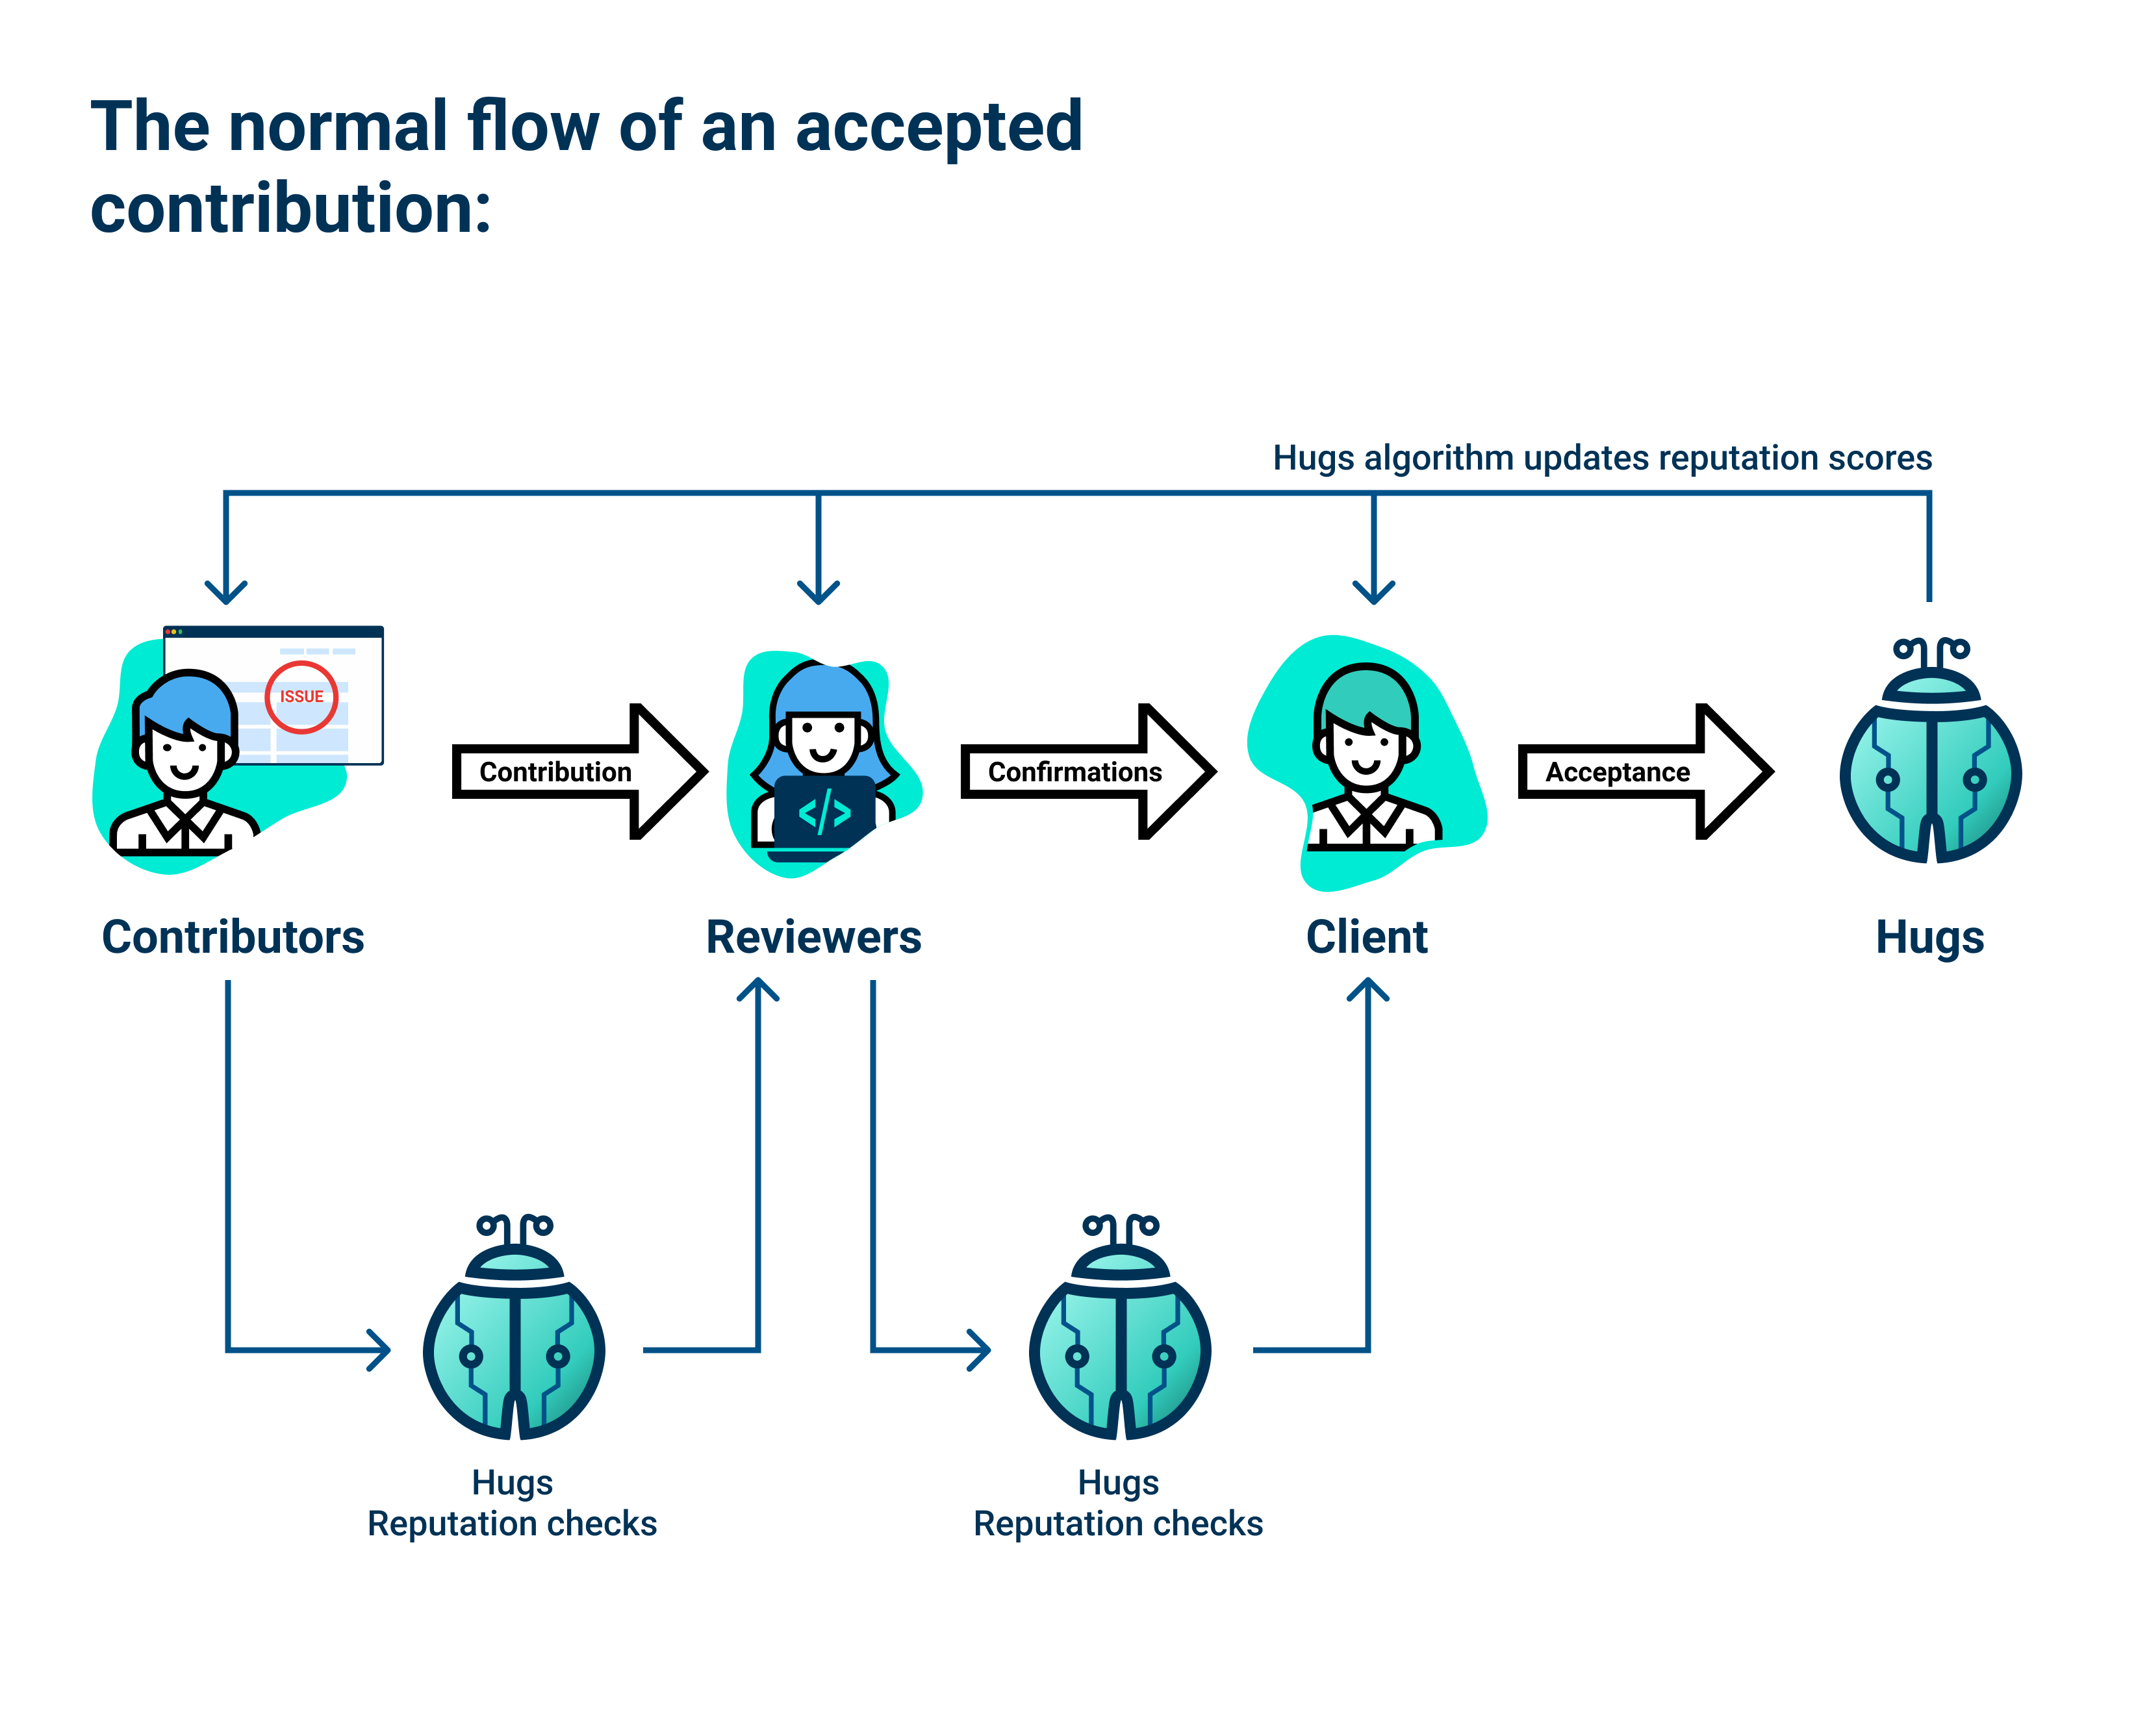 The normal flow of an accepted
contribution:
Hugs algorithm updates reputation scores
ISSUE
Contribution
Confirmations
Acceptance
</>
Contributors
Reviewers
Client
Hugs
Hugs
Reputation checks
Hugs
Reputation checks